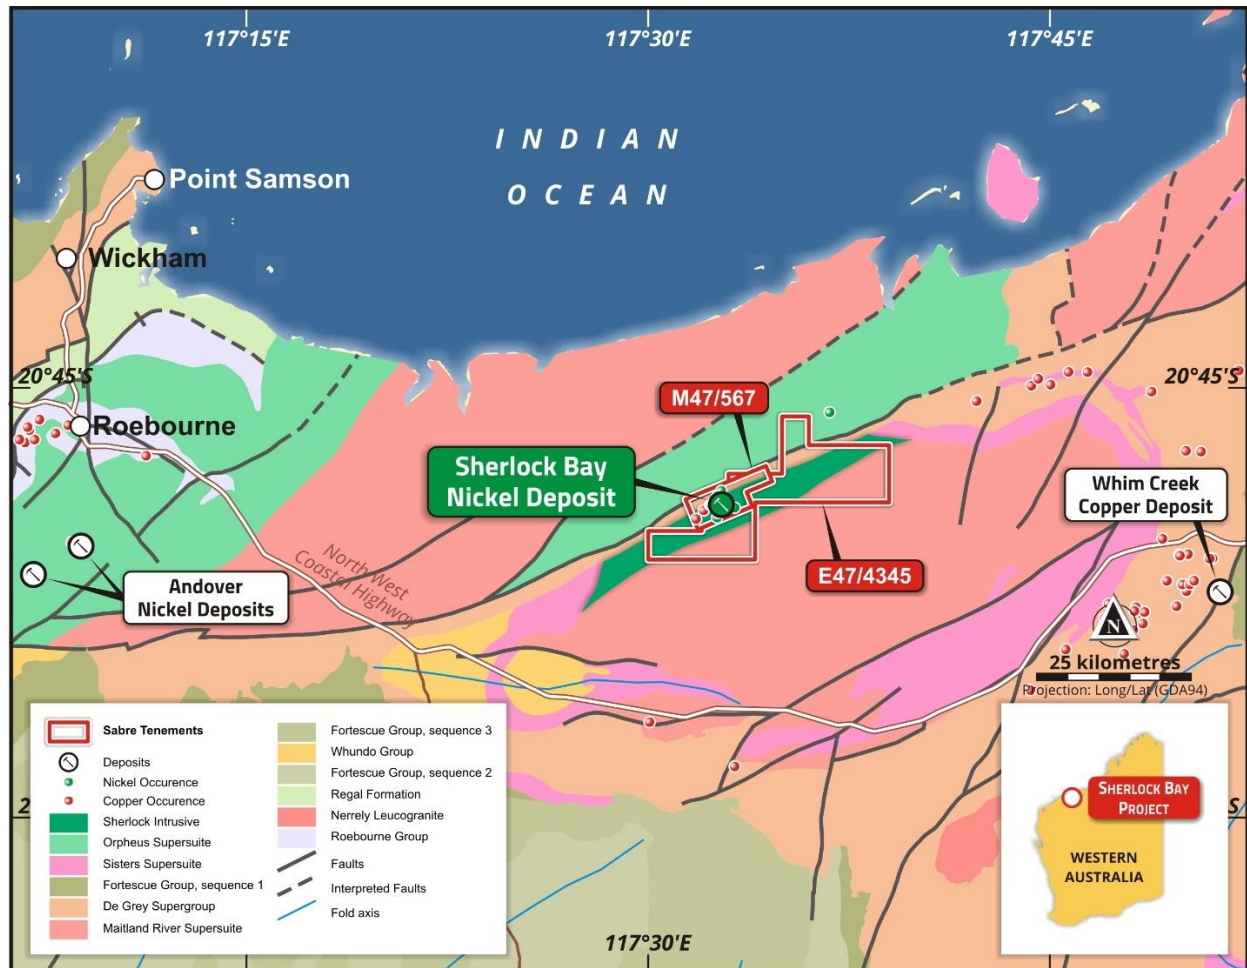 117°15'E
117°30'E
117°45'E
INDIAN
OCEAN
Point Samson
Wickham
20°45'S
20°45'S
M47/567
Roebourne
Sherlock Bay
Nickel Deposit
Whim Creek
Copper Deposit
E47/4345
Andover
Nickel Deposits
North West
Coastal Highway
N
25 kilometres
Projection: Long/Lat (GDA94)
Sabre Tenements
Deposits
Nickel Occurence
Copper Occurence
Sherlock Intrusive
Orpheus Supersuite
Sisters Supersuite
Fortescue Group, sequence 1
De Grey Supergroup
Maitland River Supersuite
Fortescue Group, sequence 3
Whundo Group
Fortescue Group, sequence 2
Regal Formation
Nerrely Leucogranite
Roebourne Group
Faults
Interpreted Faults
Fold axis
2
S
Sherlock Bay
Project
WESTERN
AUSTRALIA
117°30'E